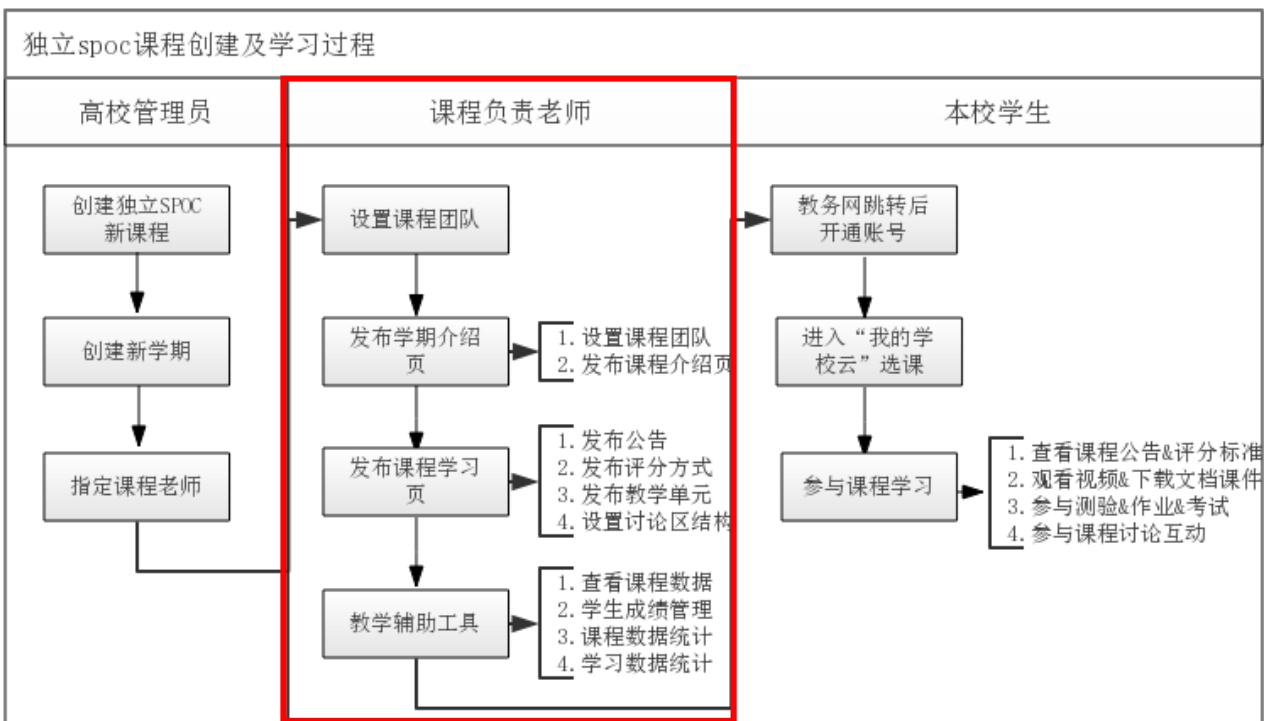 独立spoc课程创建及学习过程
高校管理员
课程负责老师
本校学生
创建独立SPOC
新课程
创建新学期
指定课程老师
设置课程团队
发布学期介绍
页
1. 设置课程团队
2. 发布课程介绍页
发布课程学习
页
1. 发布公告
2. 发布评分方式
3. 发布教学单元
4. 设置讨论区结构
教学辅助工具
1. 查看课程数据
2. 学生成绩管理
3. 课程数据统计
4. 学习数据统计
教务网跳转后
开通账号
进入“我的学
校云”选课
参与课程学习
1. 查看课程公告&评分标准
2. 观看视频&下载文档课件
3. 参与测验&作业&考试
4. 参与课程讨论互动